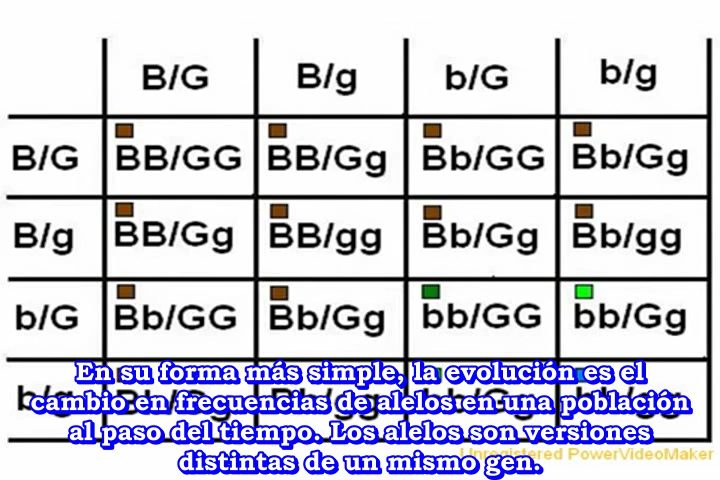 B/G B/g b/G b/g
B/G BB/GG BB/Gg Bb/GG Bb/Gg
B/g BB/Gg BB/gg Bb/Gg Bb/gg
b/G Bb/GG Bb/Gg bb/GG bb/Gg
En su forma más simple, la evolución es el
cambio en frecuencias de alelos en una población
al paso del tiempo. Los alelos son versiones
distintas de un mismo gen.
Unregistered PowerVideoMaker